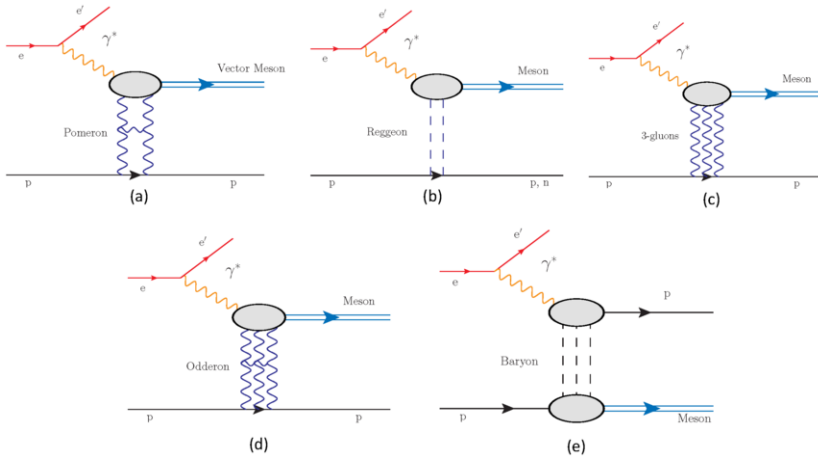 e′
γ*
e
Vector Meson
Pomeron
p
p
(a)
e′
γ*
e
Meson
Reggeon
p
p, n
(b)
e′
γ*
e
Meson
3-gluons
p
p
(c)
e′
γ*
e
Meson
Odderon
p
p
(d)
e′
γ*
e
p
Baryon
p
Meson
(e)